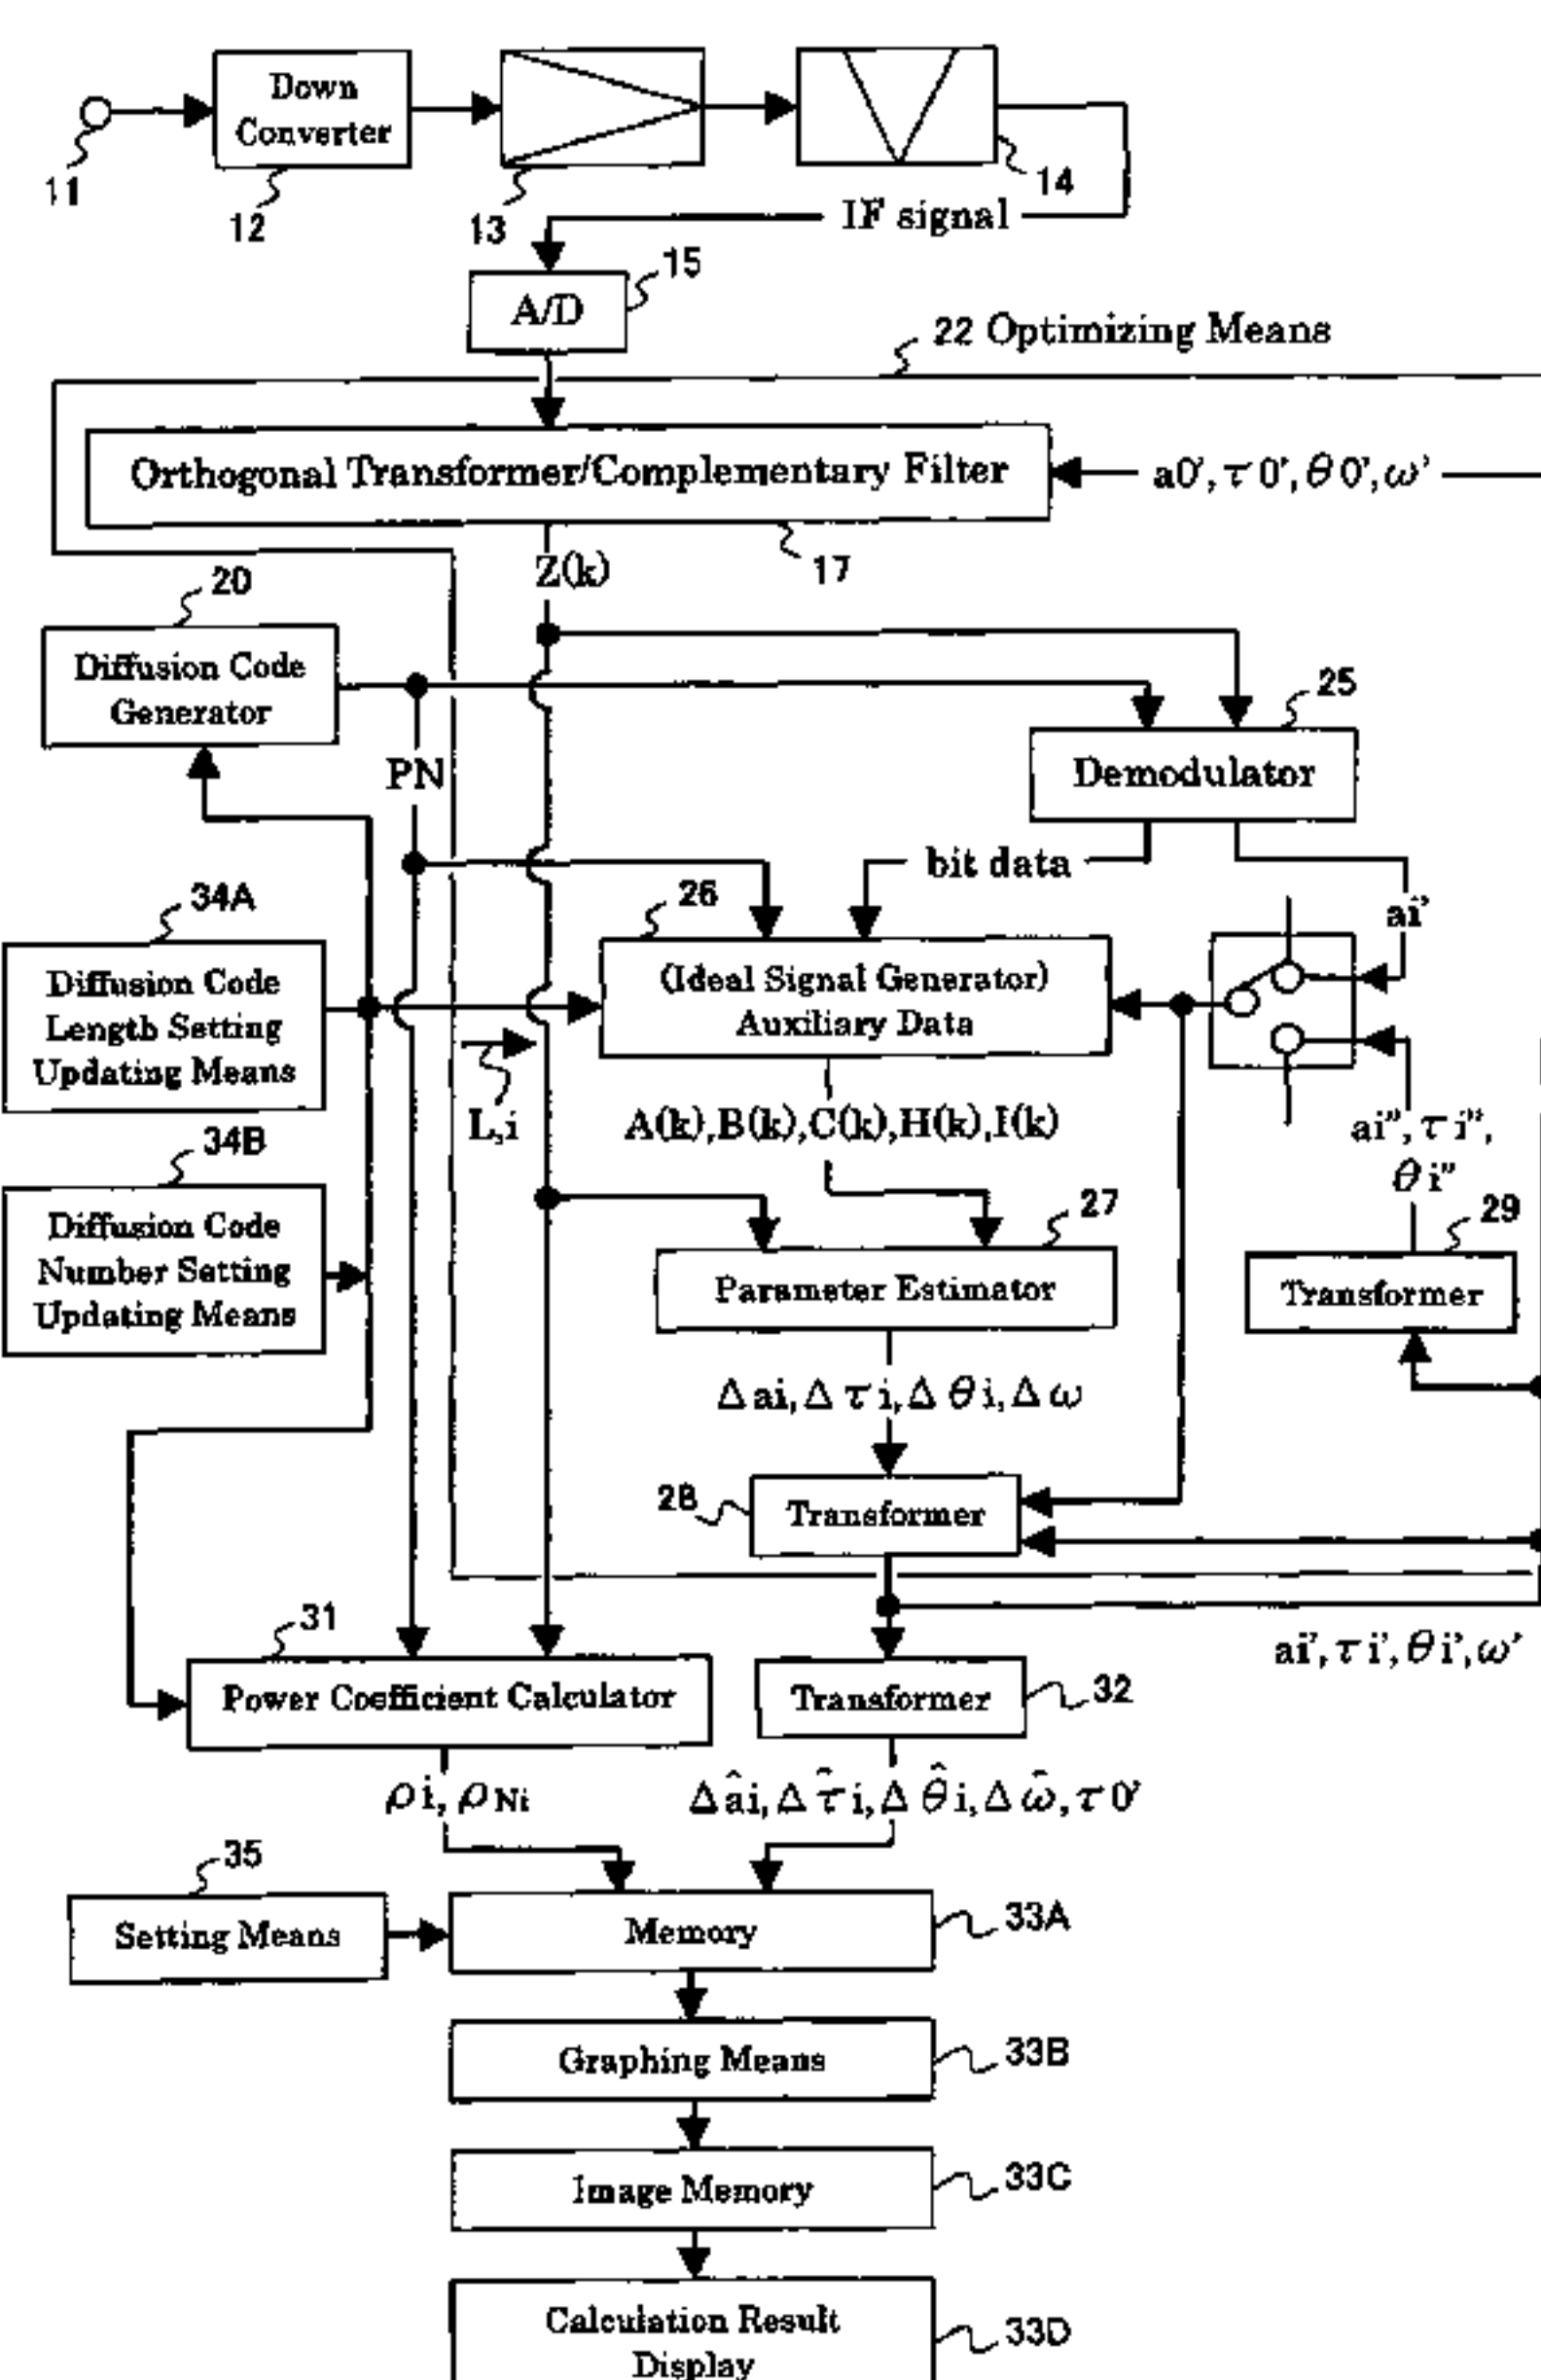 Down
Converter
11
12
13
14
IF signal
15
A/D
22 Optimizing Means
Orthogonal Transformer/Complementary Filter
a0', τ0', θ0', ω'
17
Z(k)
20
Diffusion Code
Generator
25
Demodulator
PN
bit data
ai'
34A
Diffusion Code
Length Setting
Updating Means
26
(Ideal Signal Generator)
Auxiliary Data
L,i
A(k),B(k),C(k),H(k),I(k)
ai'', τi'',
θi''
34B
Diffusion Code
Number Setting
Updating Means
27
Parameter Estimator
29
Transformer
Δai, Δτi, Δθi, Δω
28
Transformer
ai', τi', θi', ω'
31
Power Coefficient Calculator
Transformer
32
ρi, ρNi
Δâi, Δτ̂i, Δθ̂i, Δω̂, τ0'
35
Setting Means
Memory
33A
Graphing Means
33B
Image Memory
33C
Calculation Result
Display
33D